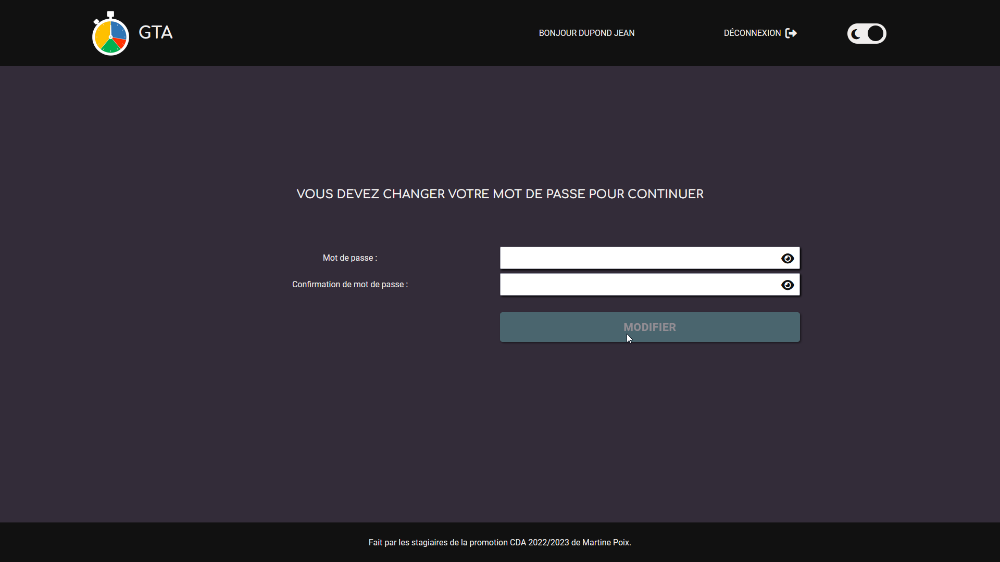 GTA
BONJOUR DUPOND JEAN
DÉCONNEXION
VOUS DEVEZ CHANGER VOTRE MOT DE PASSE POUR CONTINUER
Mot de passe :
Confirmation de mot de passe :
MODIFIER
Fait par les stagiaires de la promotion CDA 2022/2023 de Martine Poix.